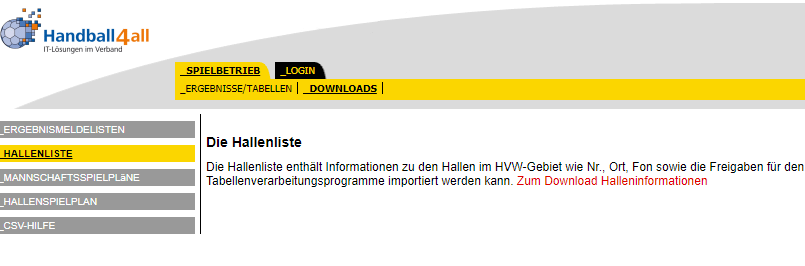 Handball4all
IT-Lösungen im Verband
_SPIELBETRIEB
_LOGIN
_ERGEBNISSE/TABELLEN
_DOWNLOADS
_ERGEBNISMELDELISTEN
_HALLENLISTE
_MANNSCHAFTSSPIELPLäNE
_HALLENSPIELPLAN
_CSV-HILFE
Die Hallenliste
Die Hallenliste enthält Informationen zu den Hallen im HVW-Gebiet wie Nr., Ort, Fon sowie die Freigaben für den
Tabellenverarbeitungsprogramme importiert werden kann. Zum Download Halleninformationen